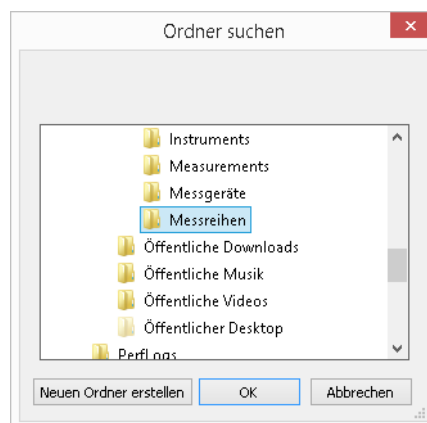 Ordner suchen
Instruments
Measurements
Messgeräte
Messreihen
Öffentliche Downloads
Öffentliche Musik
Öffentliche Videos
Öffentlicher Desktop
PerfLogs
Neuen Ordner erstellen OK Abbrechen